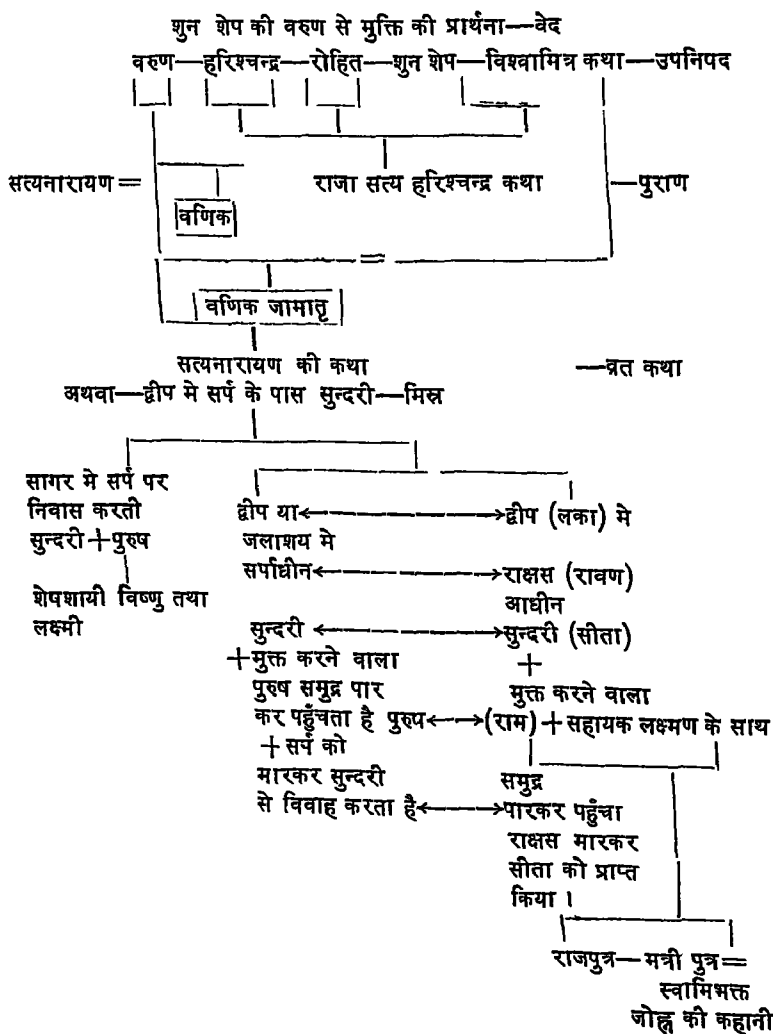 शुन शेप की वरुण से मुक्ति की प्रार्थना—वेद
वरुण—हरिश्चन्द्र—रोहित—शुन शेप—विश्वामित्र कथा—उपनिपद
सत्यनारायण= राजा सत्य हरिश्चन्द्र कथा —पुराण
वणिक
=
वणिक जामातृ
सत्यनारायण की कथा —व्रत कथा
अथवा—द्वीप मे सर्प के पास सुन्दरी—मिस्र
सागर मे सर्प पर
निवास करती
सुन्दरी+पुरुष
शेपशायी विष्णु तथा
लक्ष्मी
द्वीप या←→द्वीप (लका) मे
जलाशय मे
सर्पाधीन←→राक्षस (रावण)
आधीन
सुन्दरी←→सुन्दरी (सीता)
+मुक्त करने वाला +
पुरुष समुद्र पार मुक्त करने वाला
कर पहुँचता है पुरुप←→(राम)+सहायक लक्ष्मण के साथ
+सर्प को
मारकर सुन्दरी समुद्र
से विवाह करता है←→पारकर पहुँचा
राक्षस मारकर
सीता को प्राप्त
किया ।
राजपुत्र—मत्री पुत्र=
स्वामिभक्त
जोह्न की कहानी